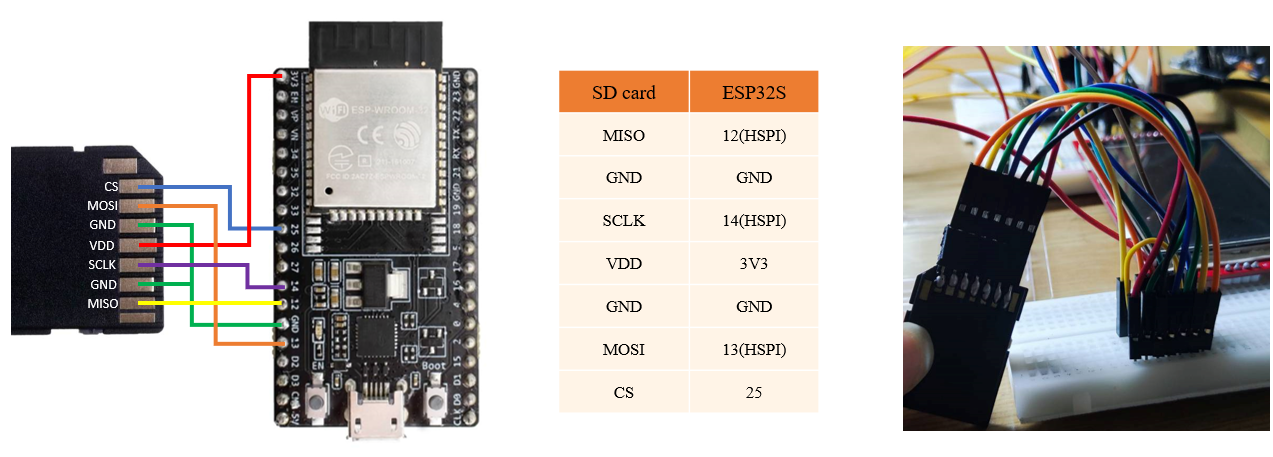 CS
MOSI
GND
VDD
SCLK
GND
MISO
WiFi
ESP-WROOM-32
CE
3V3
EN
VP
VN
34
35
32
33
25
26
27
14
12
GND
13
D2
D3
5V
GND
23
22
TX
RX
21
GND
19
18
5
17
0
2
15
D1
D0
CLK
EN
Boot
SD card ESP32S
MISO 12(HSPI)
GND GND
SCLK 14(HSPI)
VDD 3V3
GND GND
MOSI 13(HSPI)
CS 25